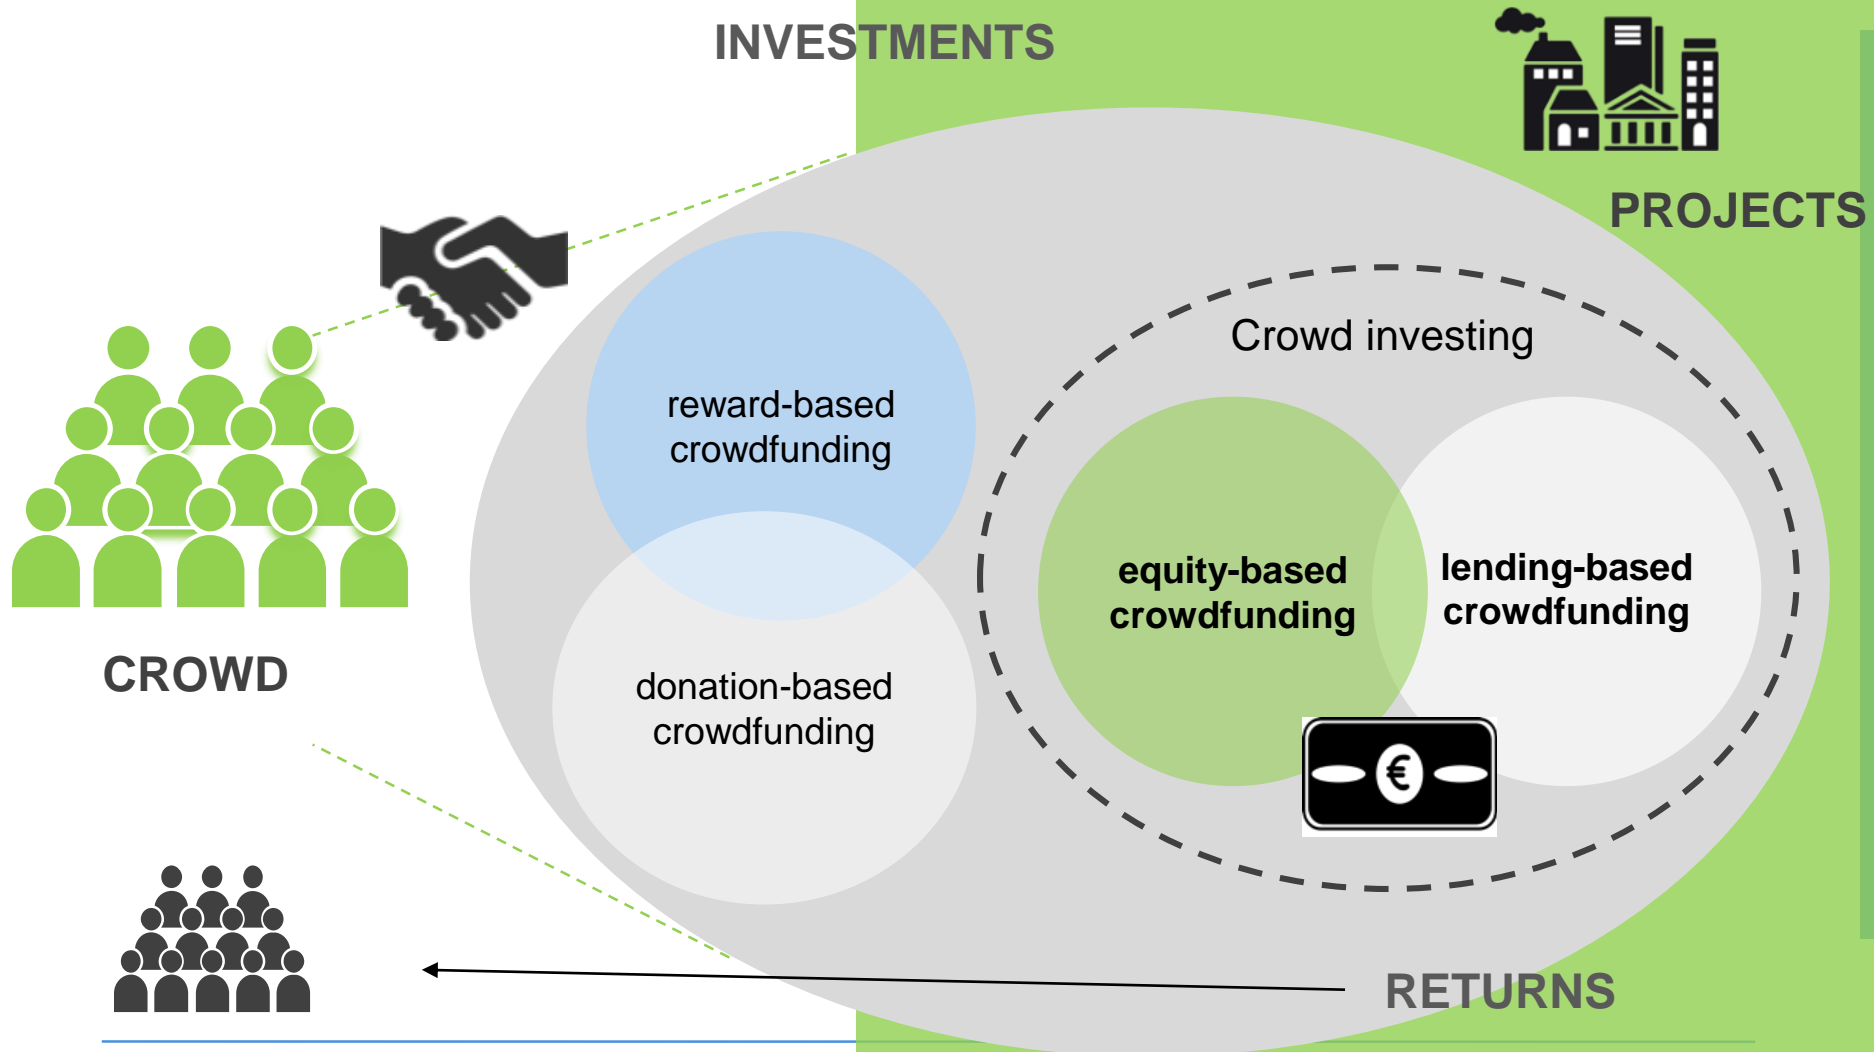 INVESTMENTS
PROJECTS
Crowd investing
reward-based
crowdfunding
equity-based
crowdfunding
lending-based
crowdfunding
CROWD
donation-based
crowdfunding
€
RETURNS